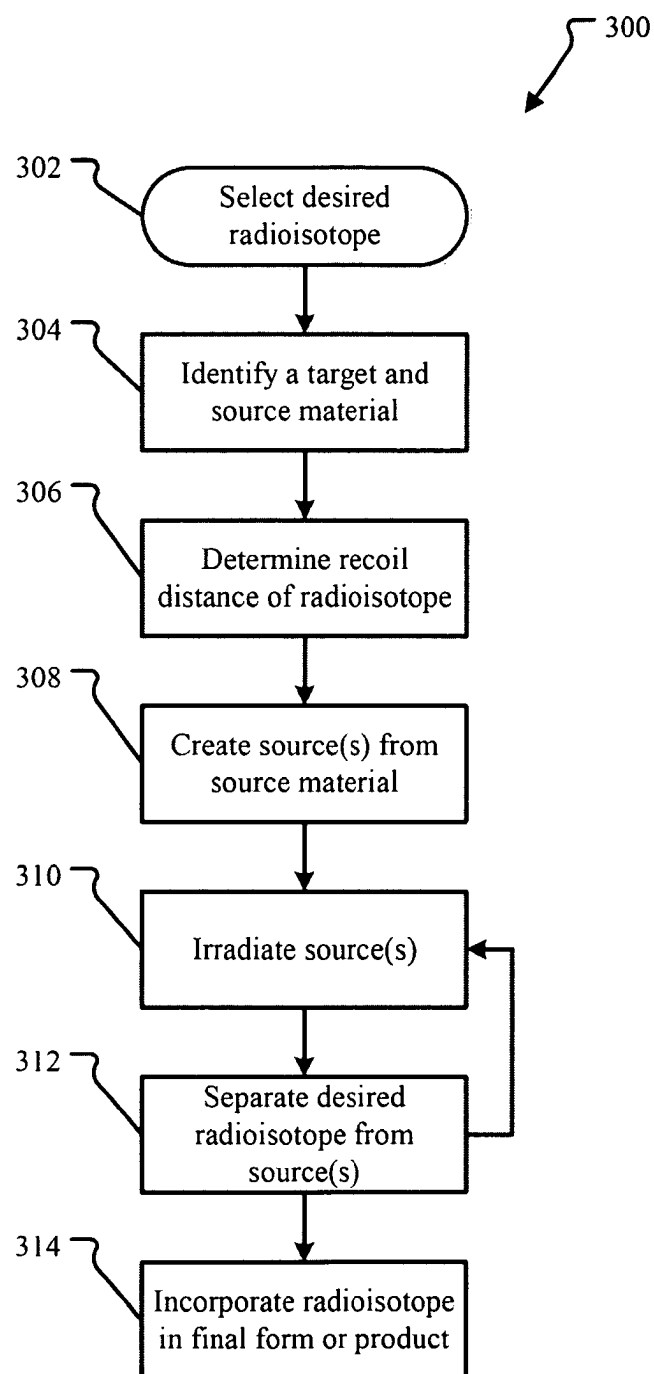 300
302
Select desired
radioisotope
304
Identify a target and
source material
306
Determine recoil
distance of radioisotope
308
Create source(s) from
source material
310
Irradiate source(s)
312
Separate desired
radioisotope from
source(s)
314
Incorporate radioisotope
in final form or product